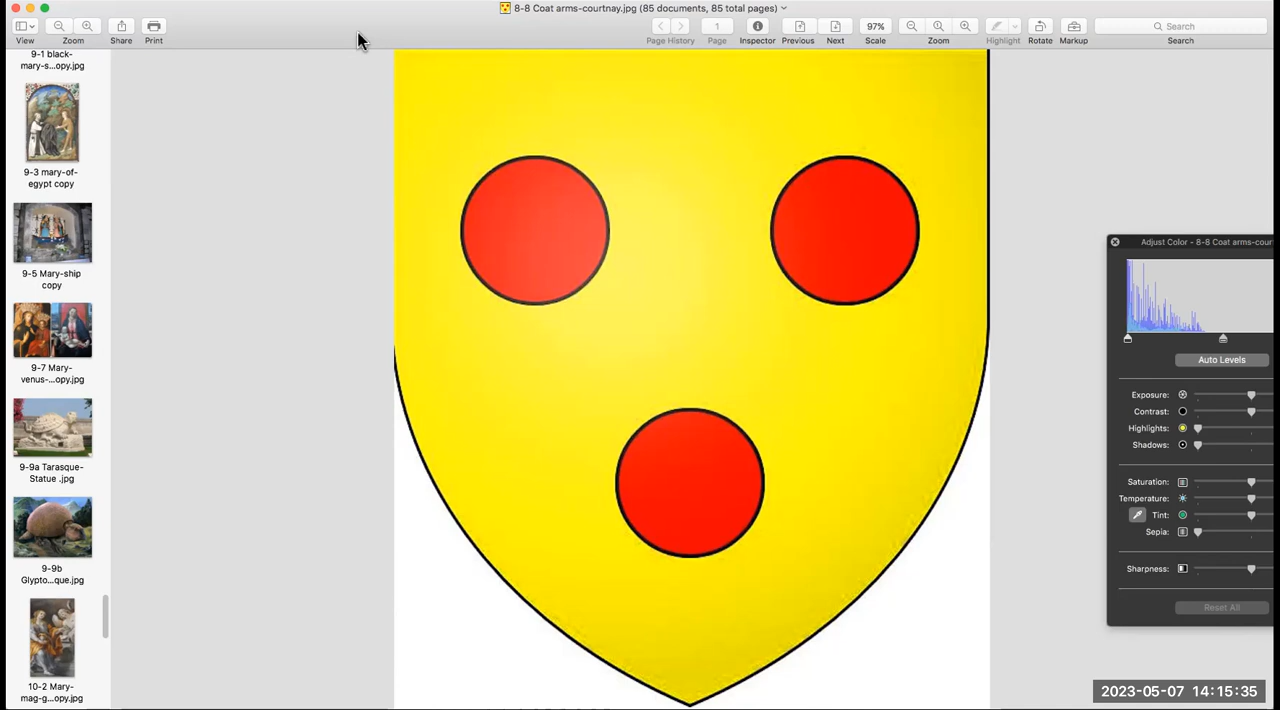 8-8 Coat arms-courtnay.jpg (85 documents, 85 total pages)
View
Zoom
Share
Print
Page History
1
Page
Inspector
Previous
Next
97%
Scale
Zoom
Highlight
Rotate
Markup
Search
Search
9-1 black-
mary-s...opy.jpg
9-3 mary-of-
egypt copy
9-5 Mary-ship
copy
9-7 Mary-
venus-...opy.jpg
9-9a Tarasque-
Statue .jpg
9-9b
Glypto...que.jpg
10-2 Mary-
mag-g...opy.jpg
Adjust Color - 8-8 Coat arms-cour
Auto Levels
Exposure:
Contrast:
Highlights:
Shadows:
Saturation:
Temperature:
Tint:
Sepia:
Sharpness:
Reset All
2023-05-07 14:15:35